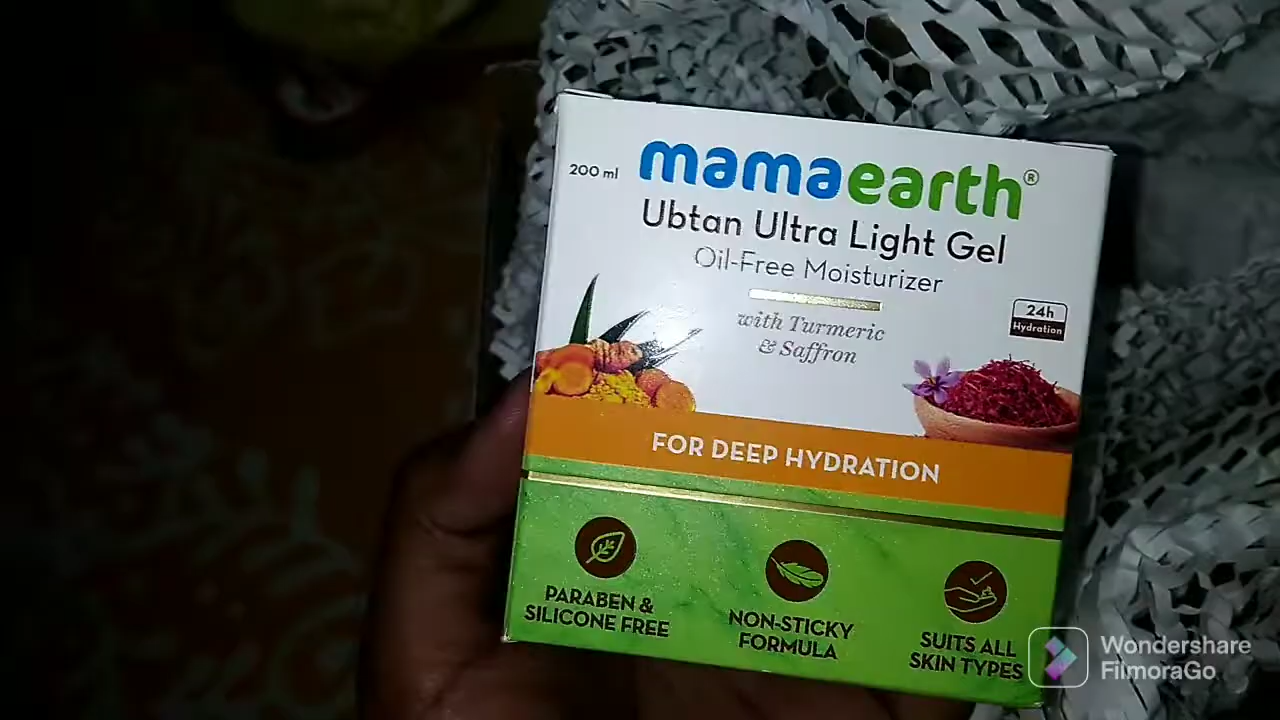 200 ml
mamaearth®
Ubtan Ultra Light Gel
Oil-Free Moisturizer
with Turmeric
& Saffron
24h
Hydration
FOR DEEP HYDRATION
PARABEN &
SILICONE FREE
NON-STICKY
FORMULA
SUITS ALL
SKIN TYPES
Wondershare
FilmoraGo